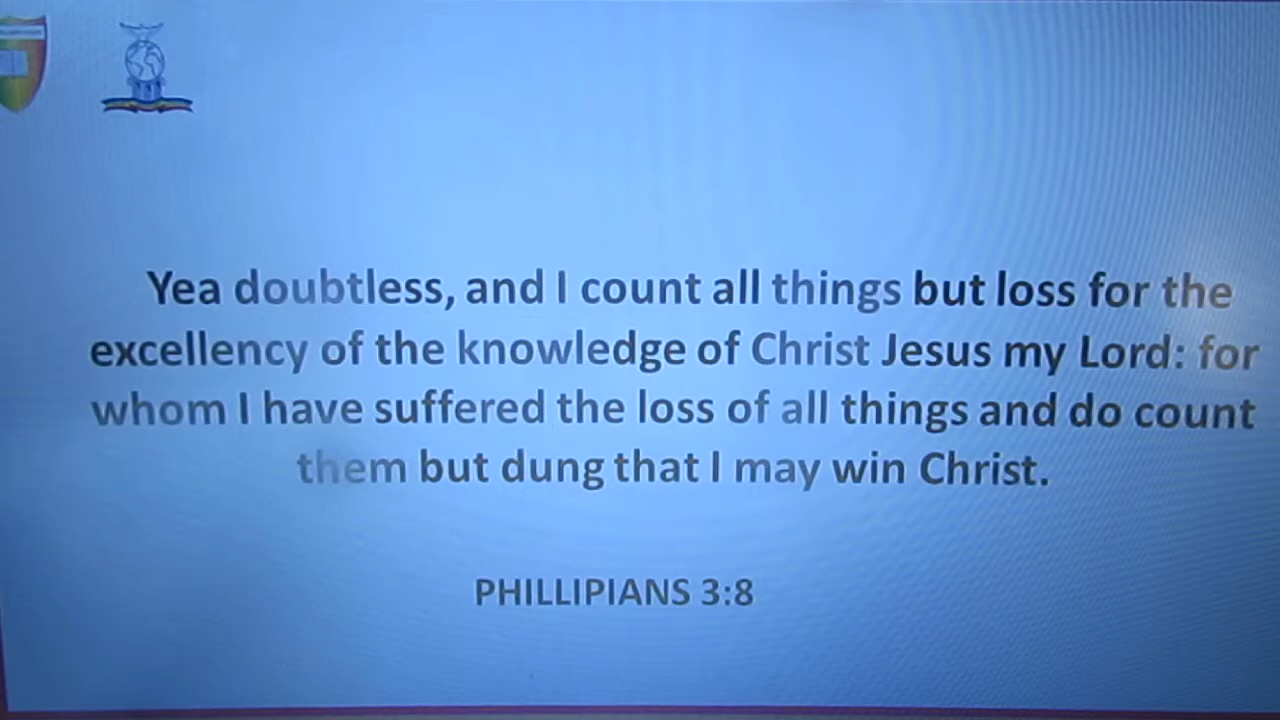 Yea doubtless, and I count all things but loss for the
excellency of the knowledge of Christ Jesus my Lord: for
whom I have suffered the loss of all things and do count
them but dung that I may win Christ.
PHILLIPIANS 3:8